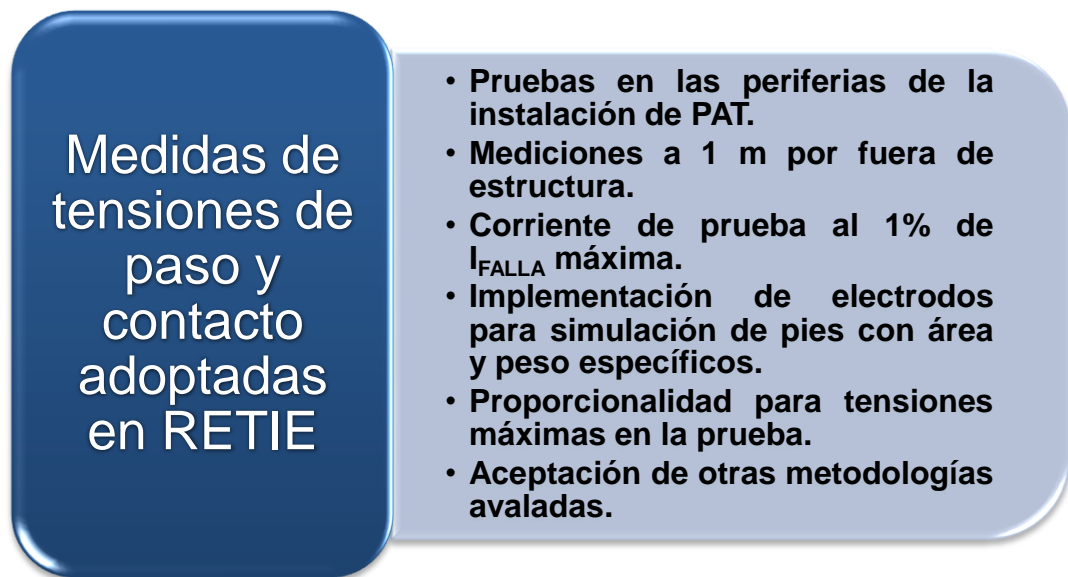 Medidas de
tensiones de
paso y
contacto
adoptadas
en RETIE
• Pruebas en las periferias de la
instalación de PAT.
• Mediciones a 1 m por fuera de
estructura.
• Corriente de prueba al 1% de
IFALLA máxima.
• Implementación de electrodos
para simulación de pies con área
y peso específicos.
• Proporcionalidad para tensiones
máximas en la prueba.
• Aceptación de otras metodologías
avaladas.